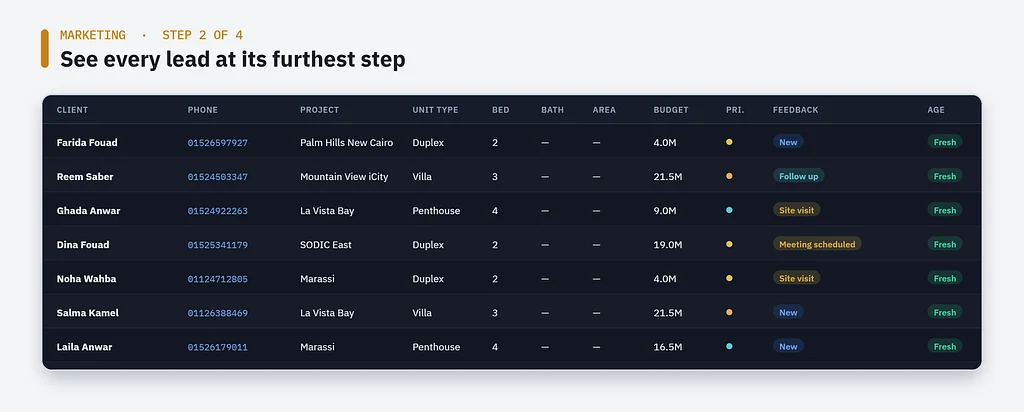 MARKETING · STEP 2 OF 4
See every lead at its furthest step
CLIENT PHONE PROJECT UNIT TYPE BED BATH AREA BUDGET PRI. FEEDBACK AGE
Farida Fouad 01526597927 Palm Hills New Cairo Duplex 2 — — 4.0M New Fresh
Reem Saber 01524503347 Mountain View iCity Villa 3 — — 21.5M Follow up Fresh
Ghada Anwar 01524922263 La Vista Bay Penthouse 4 — — 9.0M Site visit Fresh
Dina Fouad 01525341179 SODIC East Duplex 2 — — 19.0M Meeting scheduled Fresh
Noha Wahba 01124712805 Marassi Duplex 2 — — 4.0M Site visit Fresh
Salma Kamel 01126388469 La Vista Bay Villa 3 — — 21.5M New Fresh
Laila Anwar 01526179011 Marassi Penthouse 4 — — 16.5M New Fresh